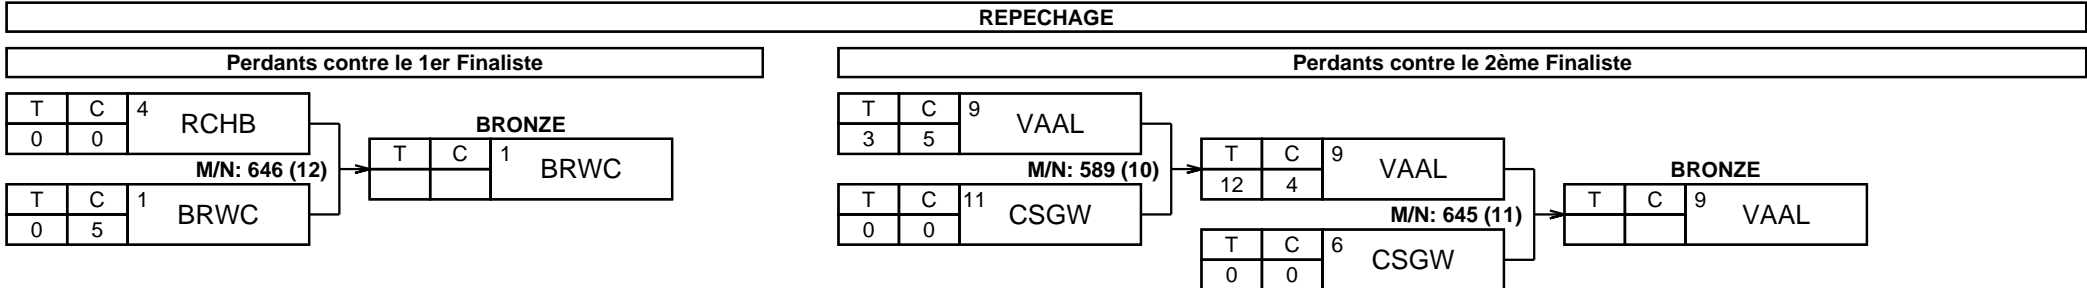 REPECHAGE
Perdants contre le 1er Finaliste
Perdants contre le 2ème Finaliste
T C 4 RCHB
0 0
M/N: 646 (12)
T C 1 BRWC
0 5
BRONZE
T C 1 BRWC
T C 9 VAAL
3 5
M/N: 589 (10)
T C 11 CSGW
0 0
T C 9 VAAL
12 4
M/N: 645 (11)
T C 6 CSGW
0 0
BRONZE
T C 9 VAAL